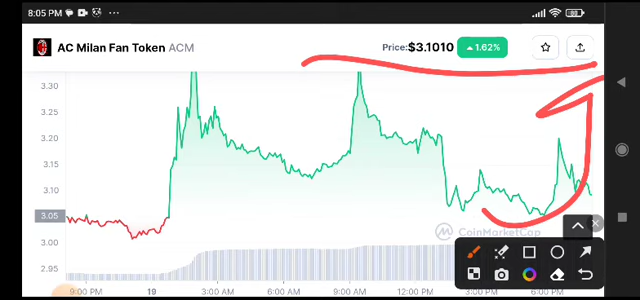 8:05 PM
AC Milan Fan Token ACM
Price:$3.1010 ▲ 1.62%
3.30
3.25
3.20
3.15
3.10
3.05
3.00
2.95
CoinMarketCap
9:00 PM 19 3:00 AM 6:00 AM 9:00 AM 12:00 PM 3:00 PM 6:00 PM